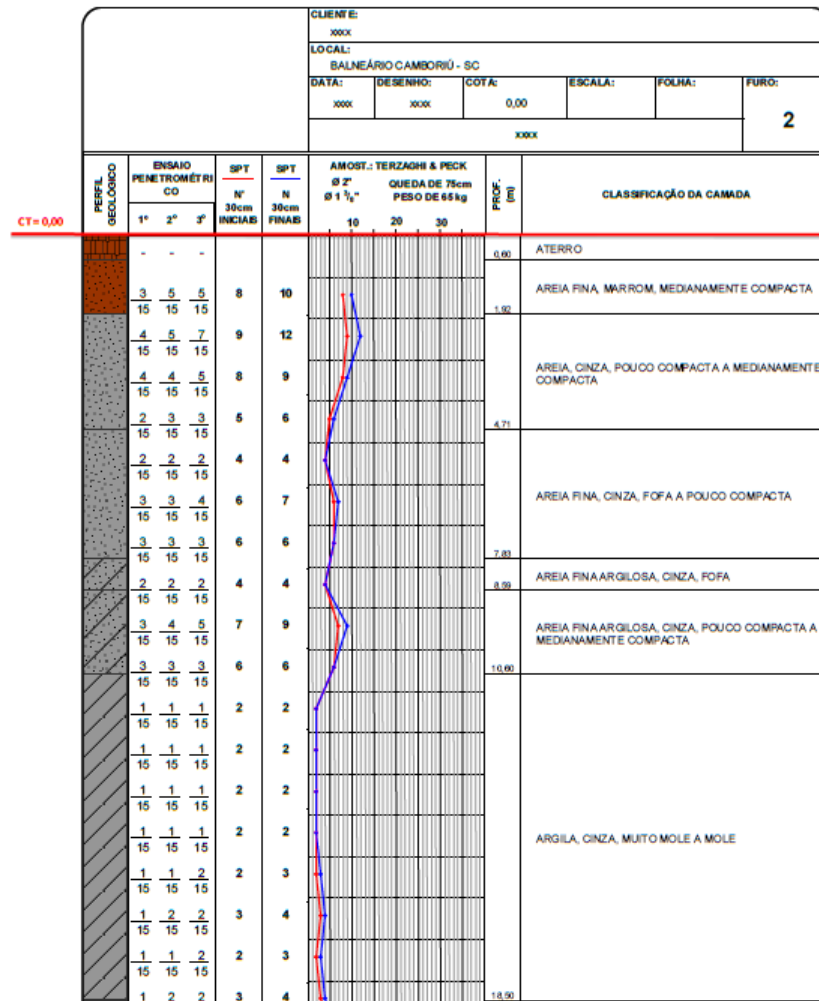 CLIENTE:
xxxx
LOCAL:
BALNEÁRIO CAMBORIÚ - SC
DATA: DESENHO: COTA: ESCALA: FOLHA: FURO:
xxxx xxxx 0,00 2
xxxx
PERFIL GEOLÓGICO
ENSAIO
PENETROMÉTRI
CO
1º 2º 3º
SPT
N'
30cm
INICIAIS
SPT
N
30cm
FINAIS
AMOST.: TERZAGHI & PECK
Ø 2" QUEDA DE 75cm
Ø 1 3/8" PESO DE 65kg
10 20 30
PROF. (m)
CLASSIFICAÇÃO DA CAMADA
CT= 0,00
- - - ATERRO
0,60
3 5 5 8 10 AREIA FINA, MARROM, MEDIANAMENTE COMPACTA
15 15 15
1,92
4 5 7 9 12
15 15 15
4 4 5 8 9 AREIA, CINZA, POUCO COMPACTA A MEDIANAMENTE
15 15 15 COMPACTA
2 3 3 5 6
15 15 15
4,71
2 2 2 4 4
15 15 15
3 3 4 6 7 AREIA FINA, CINZA, FOFA A POUCO COMPACTA
15 15 15
3 3 3 6 6
15 15 15
7,83
2 2 2 4 4 AREIA FINA ARGILOSA, CINZA, FOFA
15 15 15
8,59
3 4 5 7 9 AREIA FINA ARGILOSA, CINZA, POUCO COMPACTA A
15 15 15 MEDIANAMENTE COMPACTA
3 3 3 6 6
15 15 15
10,60
1 1 1 2 2
15 15 15
1 1 1 2 2
15 15 15
1 1 1 2 2
15 15 15
1 1 1 2 2 ARGILA, CINZA, MUITO MOLE A MOLE
15 15 15
1 1 2 2 3
15 15 15
1 2 2 3 4
15 15 15
1 1 2 2 3
15 15 15
1 2 2 3 4
18,50